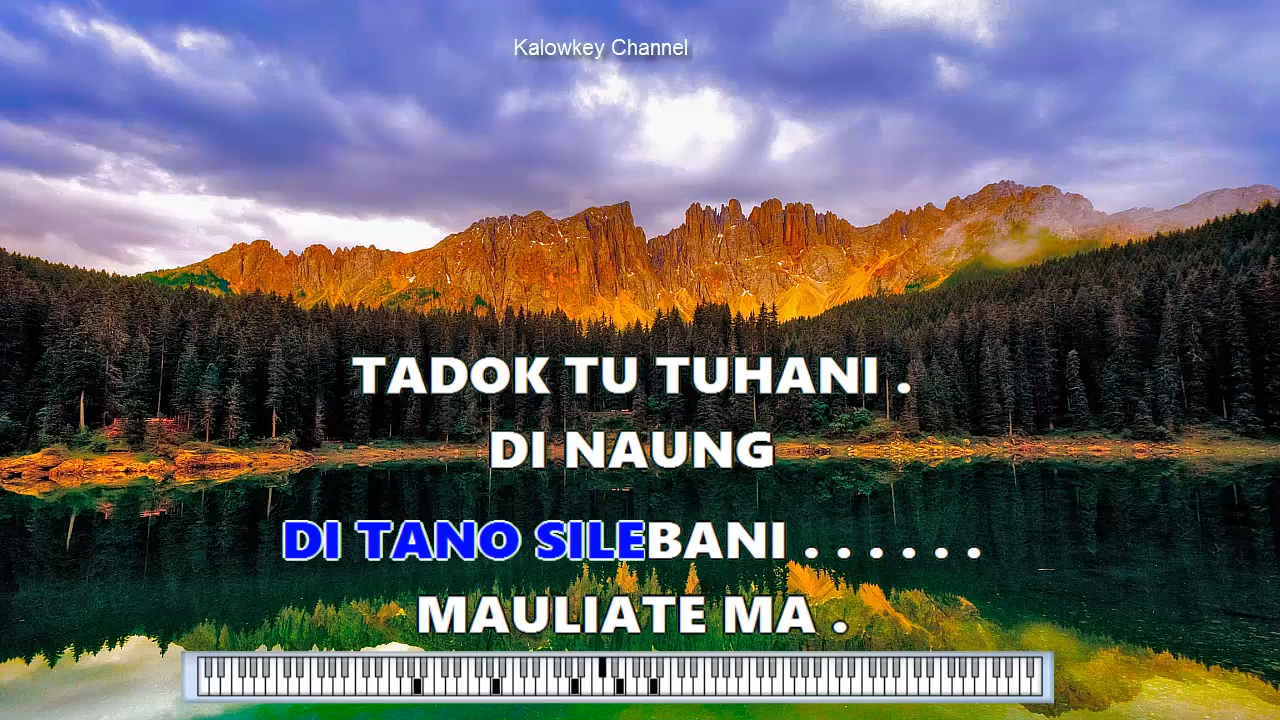 Kalowkey Channel
TADOK TU TUHANI .
DI NAUNG
DI TANO SILEBANI . . . . . .
MAULIATE MA .